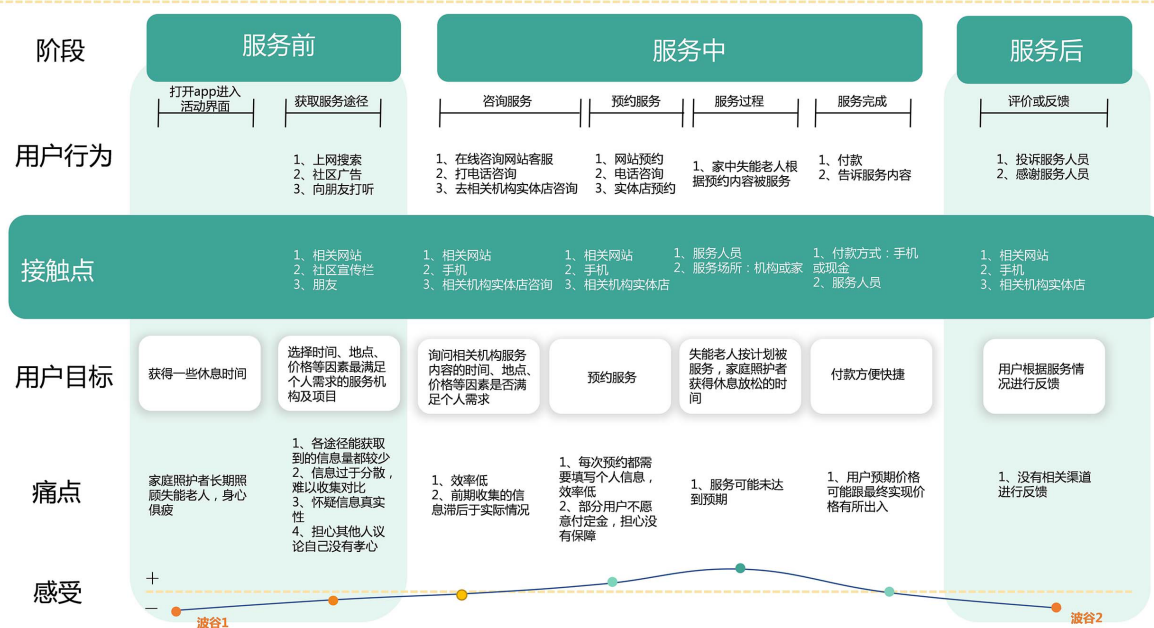 阶段
服务前
服务中
服务后
打开app进入
活动界面
获取服务途径
咨询服务
预约服务
服务过程
服务完成
评价或反馈
用户行为
1、上网搜索
2、社区广告
3、向朋友打听
1、在线咨询网站客服
2、打电话咨询
3、去相关机构实体店咨询
1、网站预约
2、电话咨询
3、实体店预约
1、家中失能老人根
据预约内容被服务
1、付款
2、告诉服务内容
1、投诉服务人员
2、感谢服务人员
接触点
1、相关网站
2、社区宣传栏
3、朋友
1、相关网站
2、手机
3、相关机构实体店咨询
1、相关网站
2、手机
3、相关机构实体店
1、服务人员
2、服务场所：机构或家
1、付款方式：手机
或现金
2、服务人员
1、相关网站
2、手机
3、相关机构实体店
用户目标
获得一些休息时间
选择时间、地点、
价格等因素最满足
个人需求的服务机
构及项目
询问相关机构服务
内容的时间、地点、
价格等因素是否满
足个人需求
预约服务
失能老人按计划被
服务，家庭照护者
获得休息放松的时
间
付款方便快捷
用户根据服务情
况进行反馈
痛点
家庭照护者长期照
顾失能老人，身心
俱疲
1、各途径能获取
到的信息量都较少
2、信息过于分散，
难以收集对比
3、怀疑信息真实
性
4、担心其他人议
论自己没有孝心
1、效率低
2、前期收集的信
息滞后于实际情况
1、每次预约都需
要填写个人信息，
效率低
2、部分用户不愿
意付定金，担心没
有保障
1、服务可能未达
到预期
1、用户预期价格
可能跟最终实现价
格有所出入
1、没有相关渠道
进行反馈
感受
+
—
波谷1
波谷2